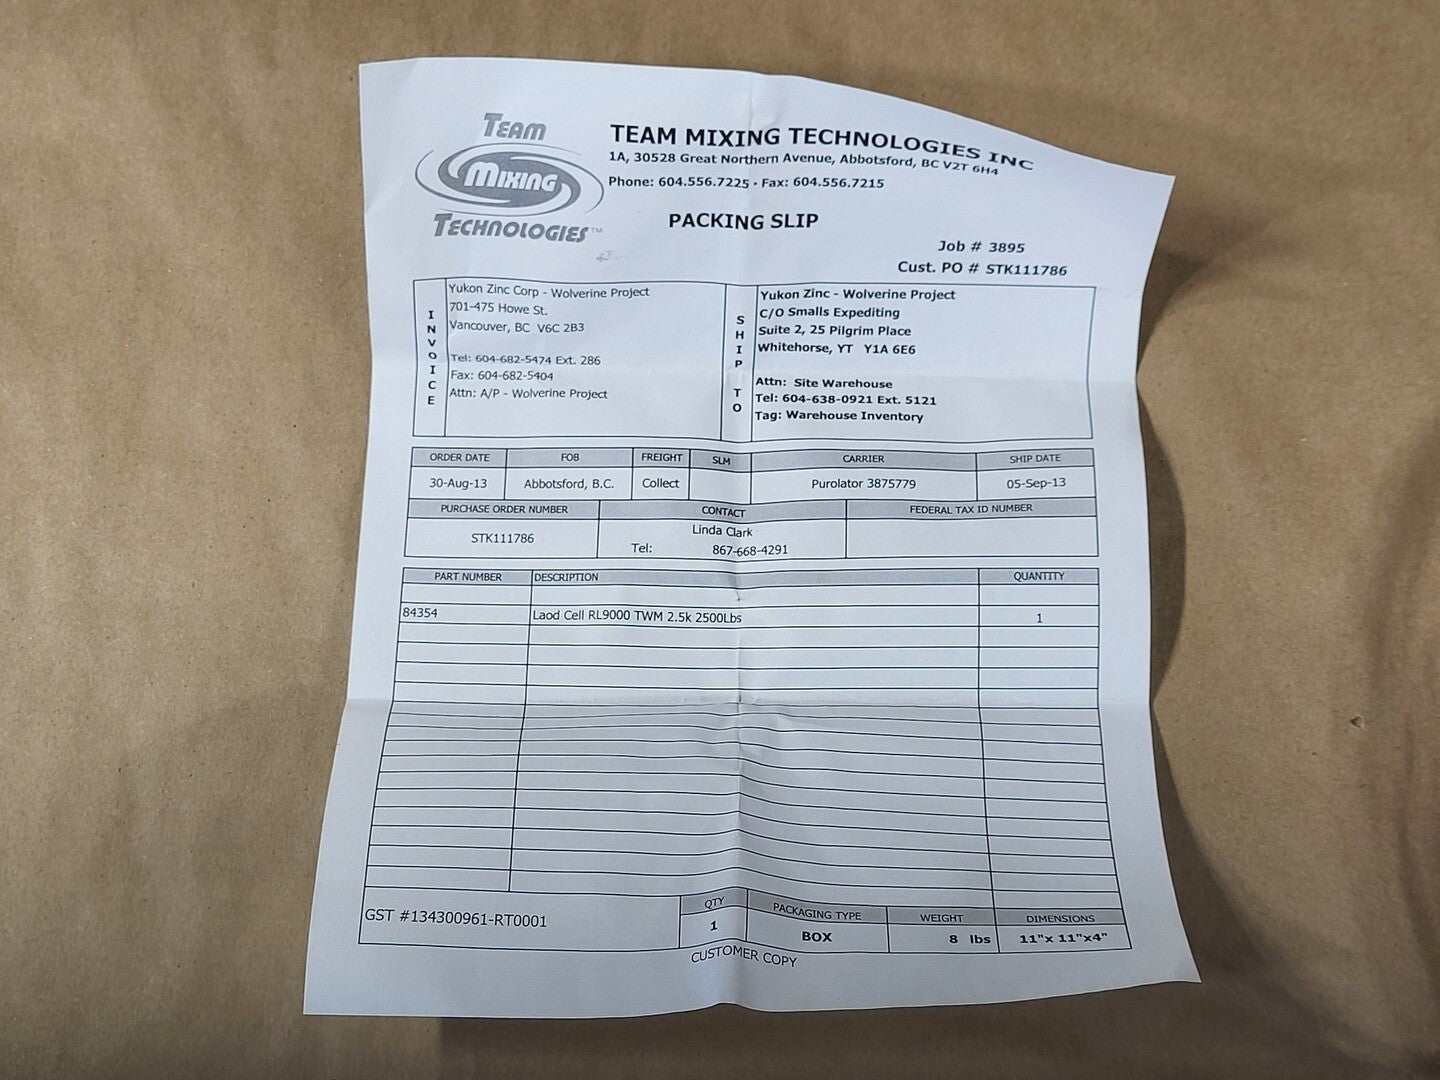 TEAM
MIXING
TECHNOLOGIES™
TEAM MIXING TECHNOLOGIES INC
1A, 30528 Great Northern Avenue, Abbotsford, BC V2T 6H4
Phone: 604.556.7225 · Fax: 604.556.7215
PACKING SLIP
Job # 3895
Cust. PO # STK111786
INVOICE
Yukon Zinc Corp - Wolverine Project
701-475 Howe St.
Vancouver, BC V6C 2B3
Tel: 604-682-5474 Ext. 286
Fax: 604-682-5404
Attn: A/P - Wolverine Project
SHIP TO
Yukon Zinc - Wolverine Project
C/O Smalls Expediting
Suite 2, 25 Pilgrim Place
Whitehorse, YT Y1A 6E6
Attn: Site Warehouse
Tel: 604-638-0921 Ext. 5121
Tag: Warehouse Inventory
ORDER DATE FOB FREIGHT SLM CARRIER SHIP DATE
30-Aug-13 Abbotsford, B.C. Collect Purolator 3875779 05-Sep-13
PURCHASE ORDER NUMBER CONTACT FEDERAL TAX ID NUMBER
STK111786 Linda Clark
Tel: 867-668-4291
PART NUMBER DESCRIPTION QUANTITY
84354 Laod Cell RL9000 TWM 2.5k 2500Lbs 1
GST #134300961-RT0001
QTY PACKAGING TYPE WEIGHT DIMENSIONS
1 BOX 8 lbs 11"x 11"x4"
CUSTOMER COPY